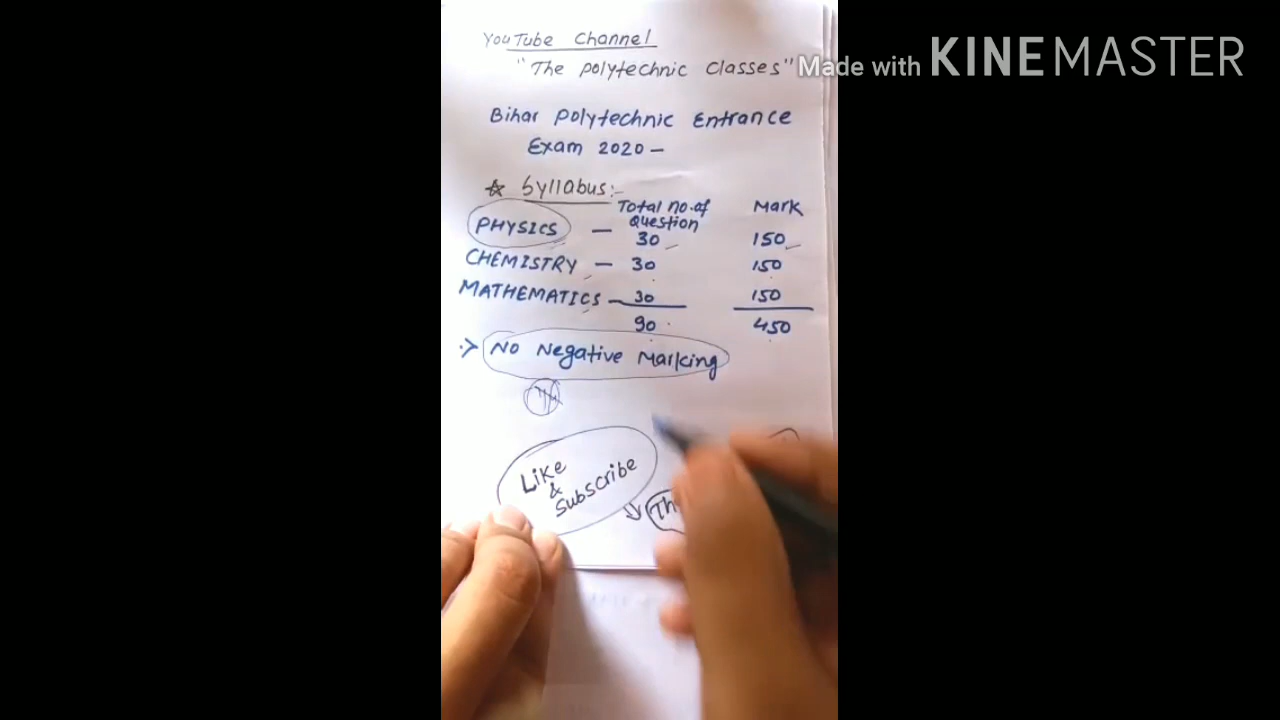 YouTube Channel
"The Polytechnic Classes"
Made with KINEMASTER
Bihar Polytechnic Entrance
Exam 2020 –
☆ Syllabus:-
Total no. of Question Mark
PHYSICS – 30 150
CHEMISTRY – 30 150
MATHEMATICS – 30 150
90 450
:> No Negative Marking
Like
&
Subscribe